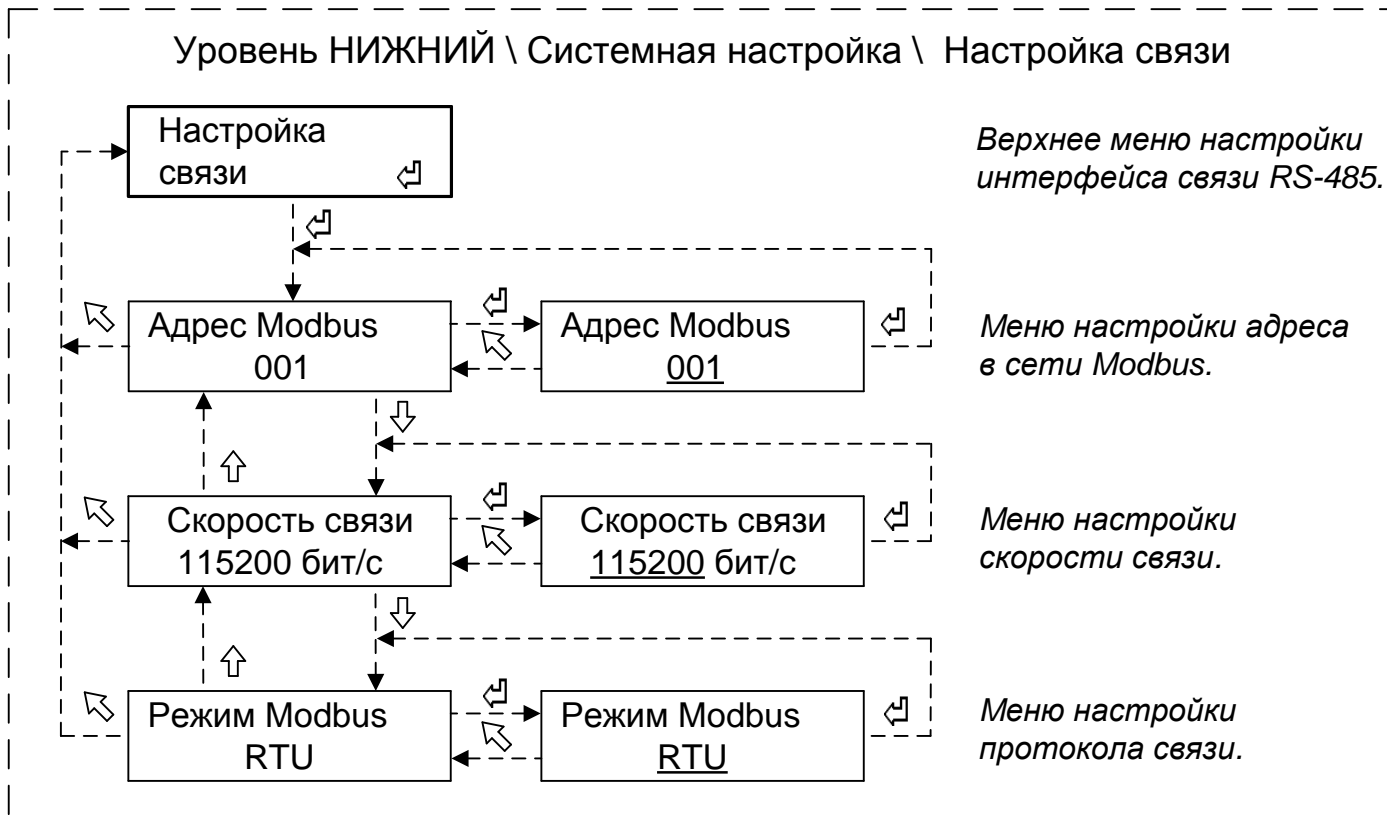 Уровень НИЖНИЙ \ Системная настройка \ Настройка связи
Настройка
связи
Верхнее меню настройки
интерфейса связи RS-485.
Адрес Modbus
001
Адрес Modbus
001
Меню настройки адреса
в сети Modbus.
Скорость связи
115200 бит/с
Скорость связи
115200 бит/с
Меню настройки
скорости связи.
Режим Modbus
RTU
Режим Modbus
RTU
Меню настройки
протокола связи.